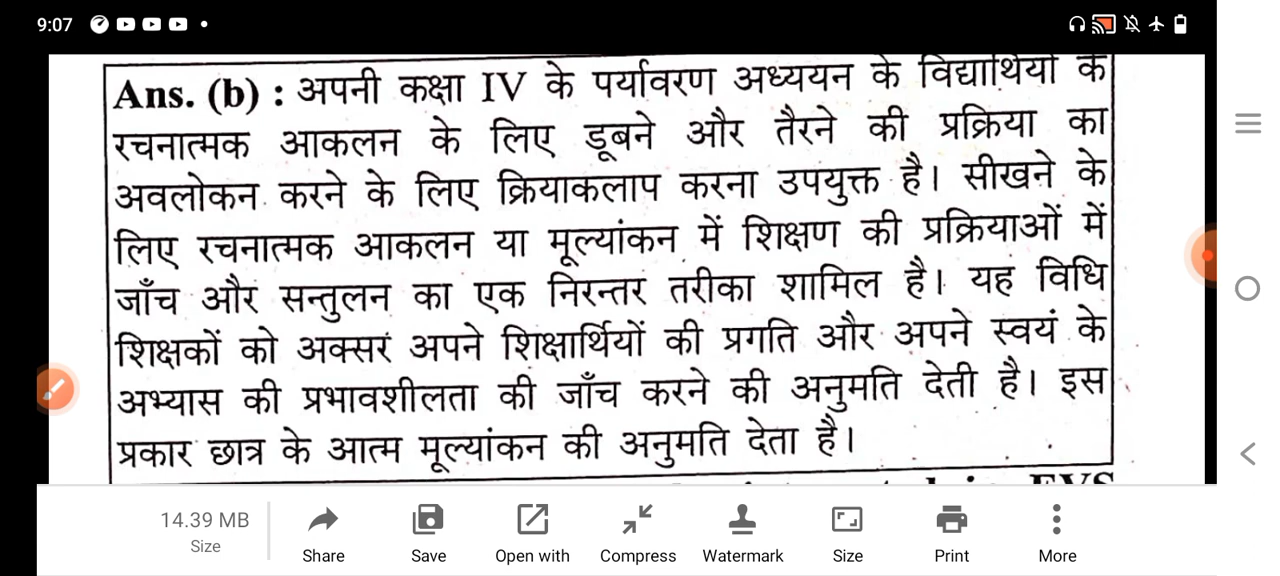 9:07
Ans. (b) : अपनी कक्षा IV के पर्यावरण अध्ययन के विद्यार्थियों के
रचनात्मक आकलन के लिए डूबने और तैरने की प्रक्रिया का
अवलोकन करने के लिए क्रियाकलाप करना उपयुक्त है। सीखने के
लिए रचनात्मक आकलन या मूल्यांकन में शिक्षण की प्रक्रियाओं में
जाँच और सन्तुलन का एक निरन्तर तरीका शामिल है। यह विधि
शिक्षकों को अक्सर अपने शिक्षार्थियों की प्रगति और अपने स्वयं के
अभ्यास की प्रभावशीलता की जाँच करने की अनुमति देती है। इस
प्रकार छात्र के आत्म मूल्यांकन की अनुमति देता है।
EVS
14.39 MB
Size
Share Save Open with Compress Watermark Size Print More